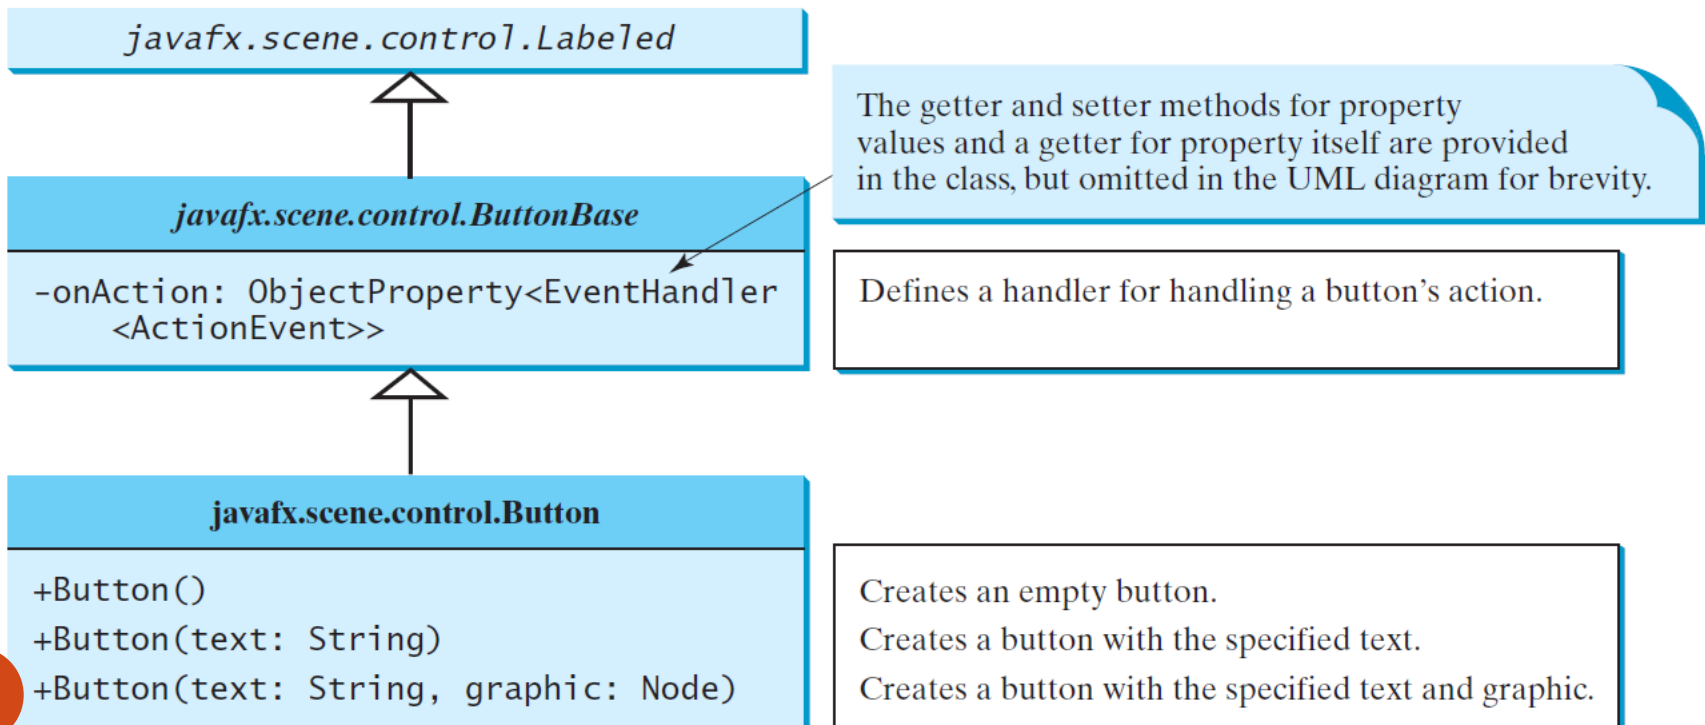 javafx.scene.control.Labeled
The getter and setter methods for property
values and a getter for property itself are provided
in the class, but omitted in the UML diagram for brevity.
javafx.scene.control.ButtonBase
-onAction: ObjectProperty<EventHandler
<ActionEvent>>
Defines a handler for handling a button’s action.
javafx.scene.control.Button
+Button()
Creates an empty button.
+Button(text: String)
Creates a button with the specified text.
+Button(text: String, graphic: Node)
Creates a button with the specified text and graphic.